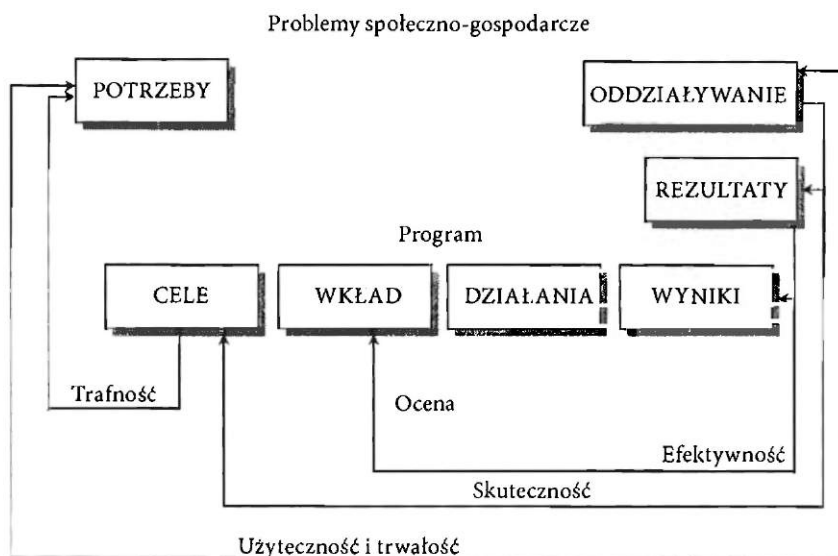 Problemy społeczno-gospodarcze
POTRZEBY
ODDZIAŁYWANIE
REZULTATY
Program
CELE
WKŁAD
DZIAŁANIA
WYNIKI
Trafność
Ocena
Efektywność
Skuteczność
Użyteczność i trwałość